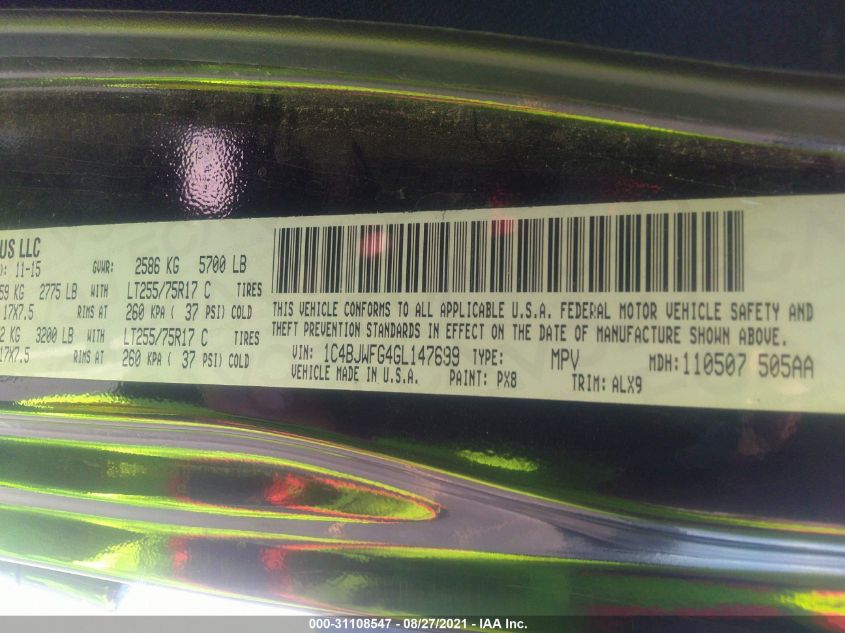 US LLC
11-15
GVWR: 2586 KG 5700 LB
59 KG 2775 LB WITH LT255/75R17 C TIRES
17X7.5 RIMS AT 260 KPA ( 37 PSI) COLD
2 KG 3200 LB WITH LT255/75R17 C TIRES
17X7.5 RIMS AT 260 KPA ( 37 PSI) COLD
THIS VEHICLE CONFORMS TO ALL APPLICABLE U.S.A. FEDERAL MOTOR VEHICLE SAFETY AND
THEFT PREVENTION STANDARDS IN EFFECT ON THE DATE OF MANUFACTURE SHOWN ABOVE.
VIN: 1C4BJWFG4GL147699 TYPE: MPV MDH:110507 505AA
VEHICLE MADE IN U.S.A. PAINT: PX8 TRIM: ALX9
000-31108547 - 08/27/2021 - IAA Inc.